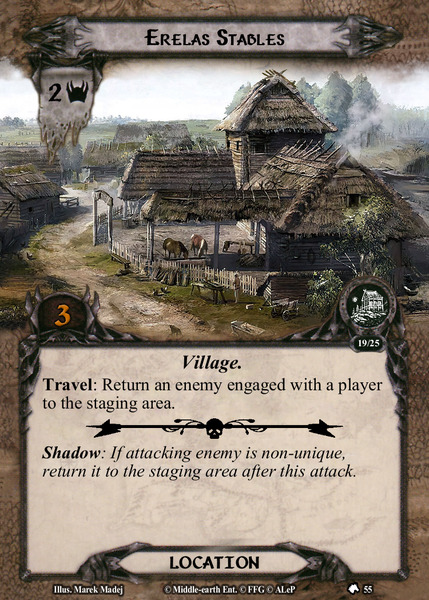 Erelas Stables
2
3
19/25
Village.
Travel: Return an enemy engaged with a player
to the staging area.
Shadow: If attacking enemy is non-unique,
return it to the staging area after this attack.
LOCATION
Illus. Marek Madej © Middle-earth Ent. © FFG © ALeP 55